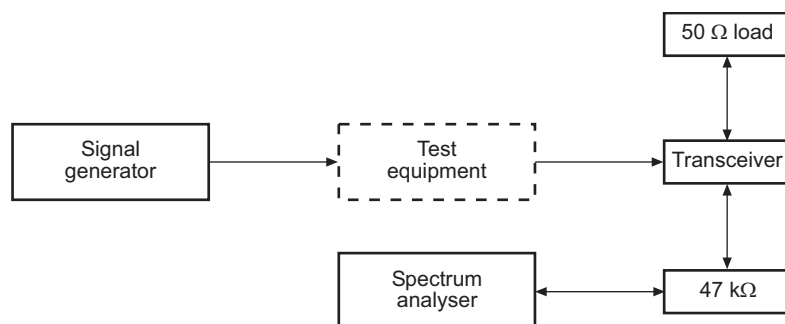 50 Ω load
Signal
generator
Test
equipment
Transceiver
Spectrum
analyser
47 kΩ